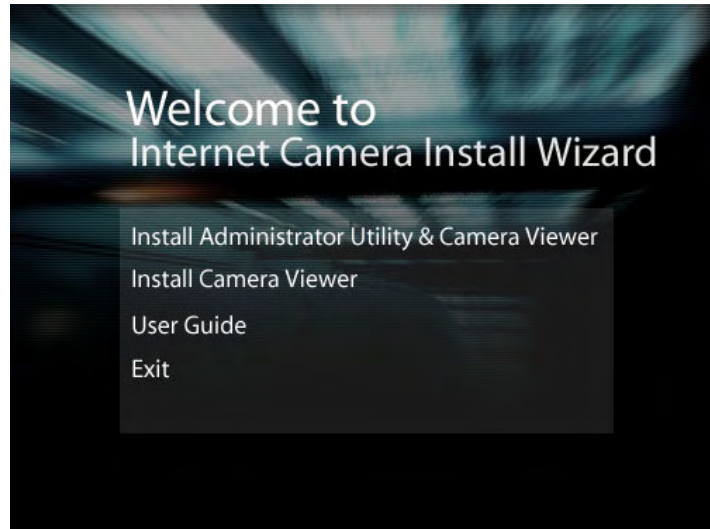 Welcome to
Internet Camera Install Wizard
Install Administrator Utility & Camera Viewer
Install Camera Viewer
User Guide
Exit